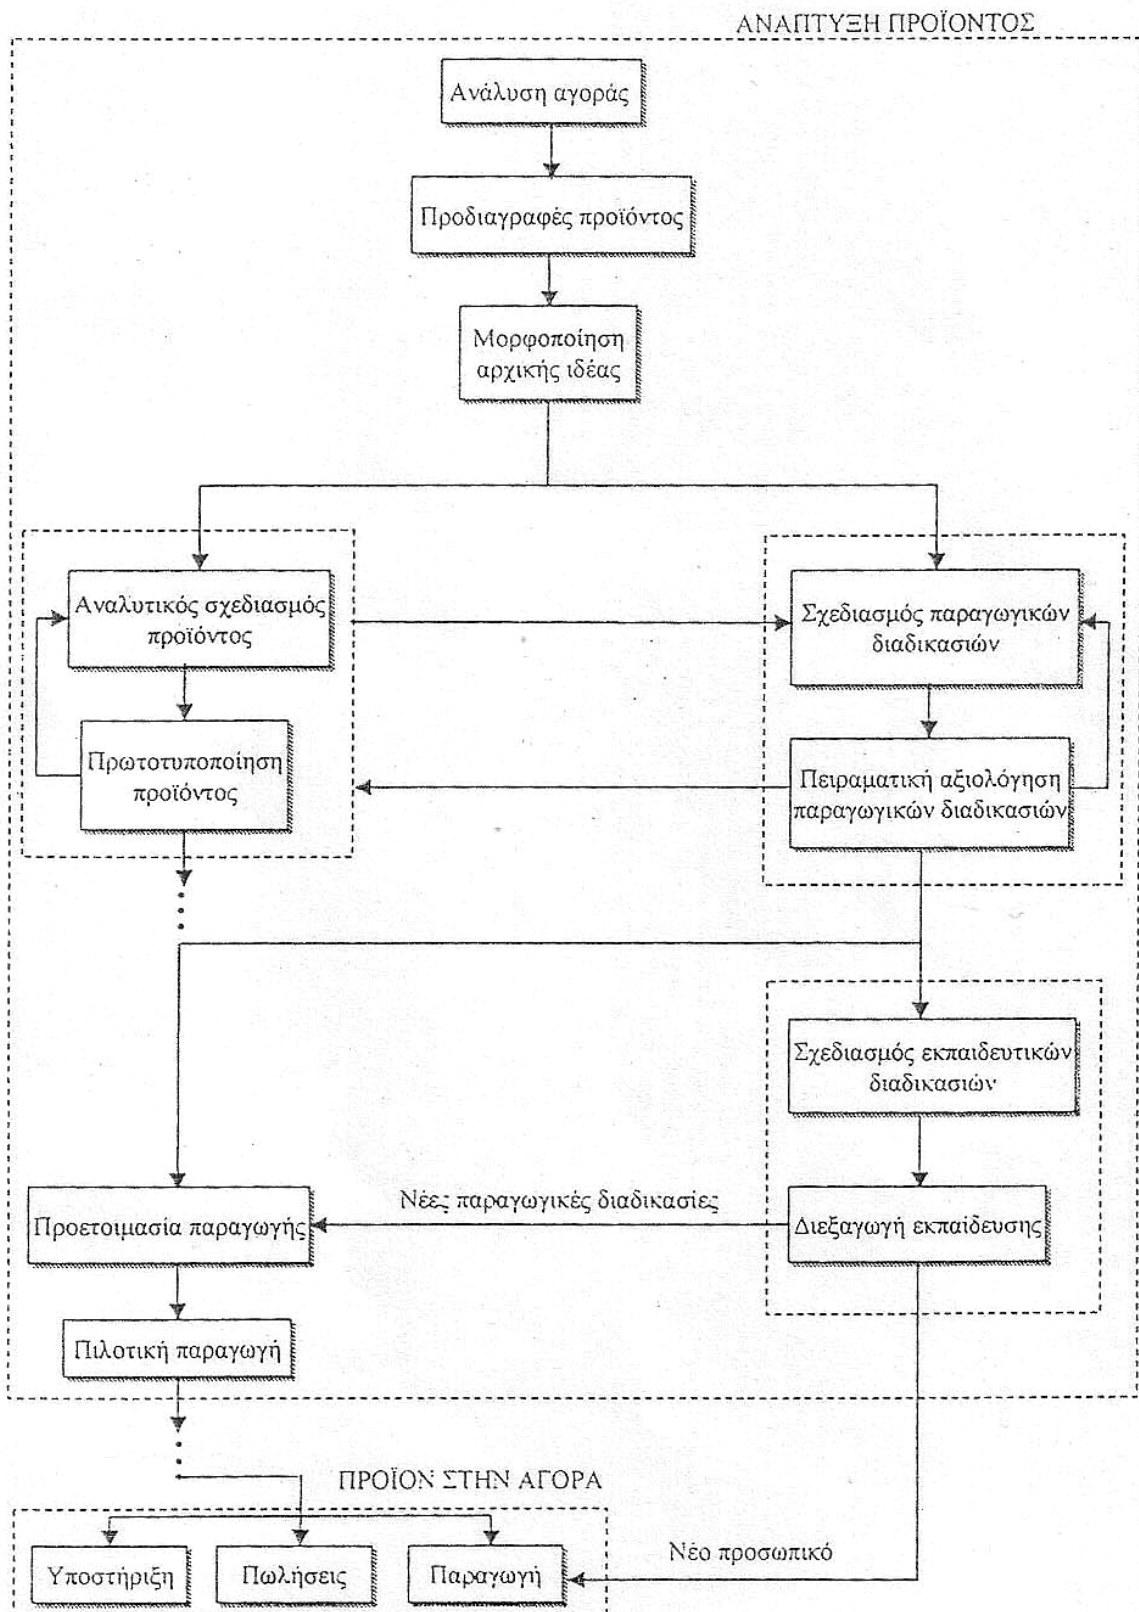 ΑΝΑΠΤΥΞΗ ΠΡΟΪΟΝΤΟΣ
Ανάλυση αγοράς
Προδιαγραφές προϊόντος
Μορφοποίηση
αρχικής ιδέας
Αναλυτικός σχεδιασμός
προϊόντος
Σχεδιασμός παραγωγικών
διαδικασιών
Πρωτοτυποποίηση
προϊόντος
Πειραματική αξιολόγηση
παραγωγικών διαδικασιών
Σχεδιασμός εκπαιδευτικών
διαδικασιών
Νέες παραγωγικές διαδικασίες
Προετοιμασία παραγωγής
Διεξαγωγή εκπαίδευσης
Πιλοτική παραγωγή
ΠΡΟΪΟΝ ΣΤΗΝ ΑΓΟΡΑ
Υποστήριξη
Πωλήσεις
Παραγωγή
Νέο προσωπικό